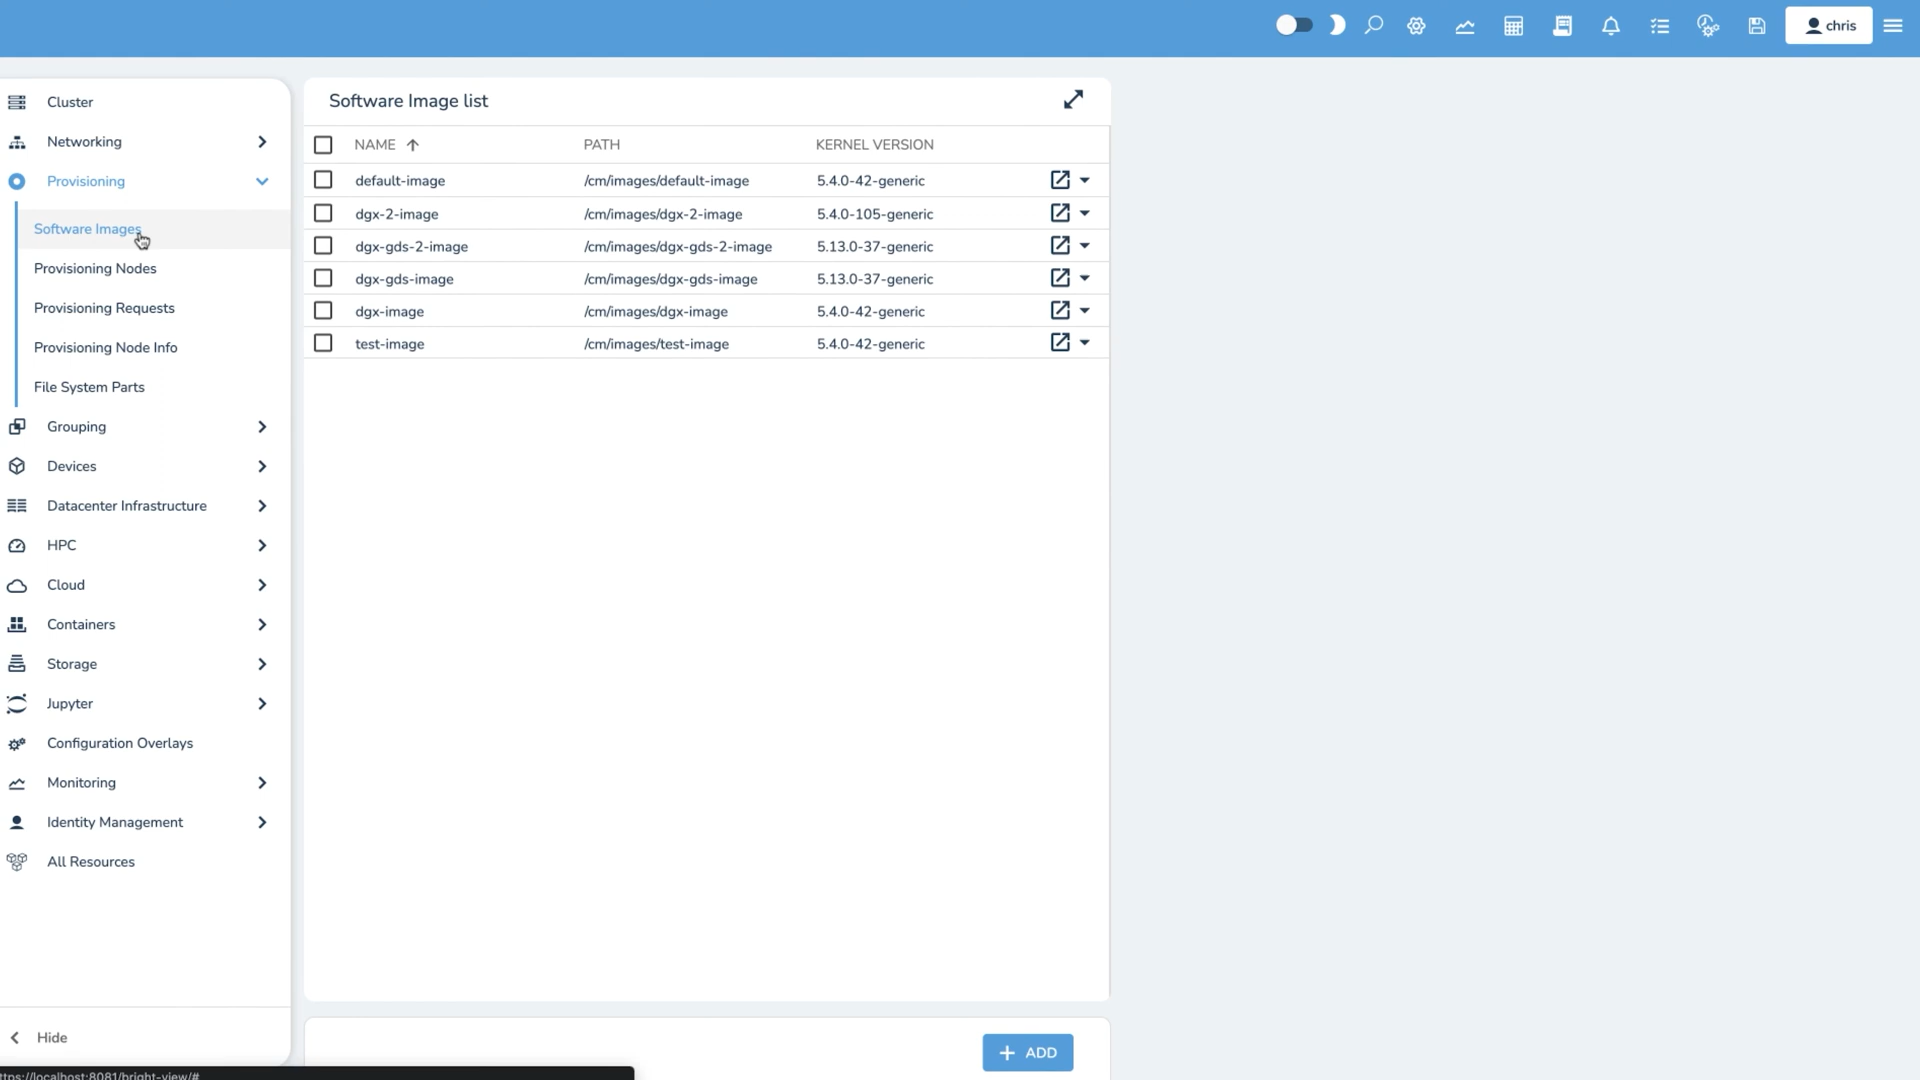 chris
Cluster
Networking
Provisioning
Software Images
Provisioning Nodes
Provisioning Requests
Provisioning Node Info
File System Parts
Grouping
Devices
Datacenter Infrastructure
HPC
Cloud
Containers
Storage
Jupyter
Configuration Overlays
Monitoring
Identity Management
All Resources
Hide
Software Image list
NAME PATH KERNEL VERSION
default-image /cm/images/default-image 5.4.0-42-generic
dgx-2-image /cm/images/dgx-2-image 5.4.0-105-generic
dgx-gds-2-image /cm/images/dgx-gds-2-image 5.13.0-37-generic
dgx-gds-image /cm/images/dgx-gds-image 5.13.0-37-generic
dgx-image /cm/images/dgx-image 5.4.0-42-generic
test-image /cm/images/test-image 5.4.0-42-generic
+ ADD
ttps://localhost:8081/bright-view/#